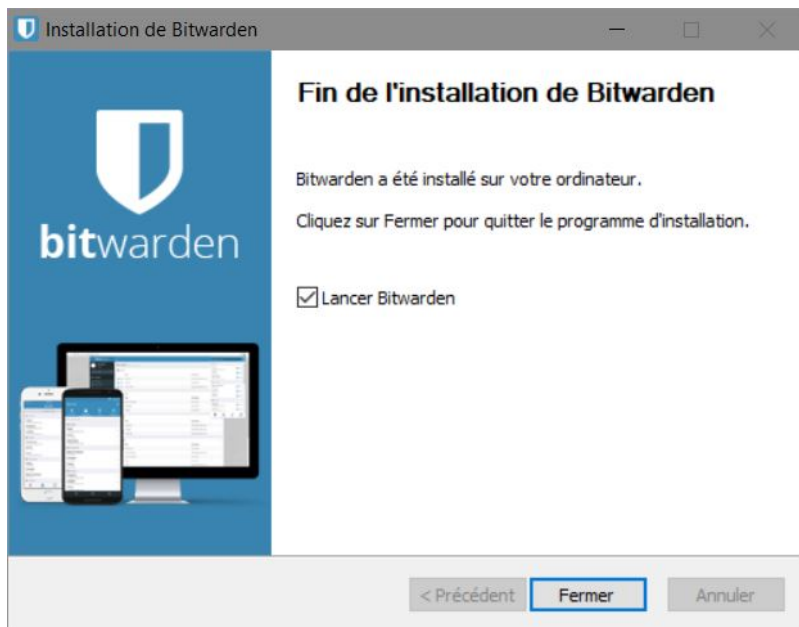 Installation de Bitwarden
bitwarden
Fin de l'installation de Bitwarden
Bitwarden a été installé sur votre ordinateur.
Cliquez sur Fermer pour quitter le programme d'installation.
Lancer Bitwarden
< Précédent
Fermer
Annuler